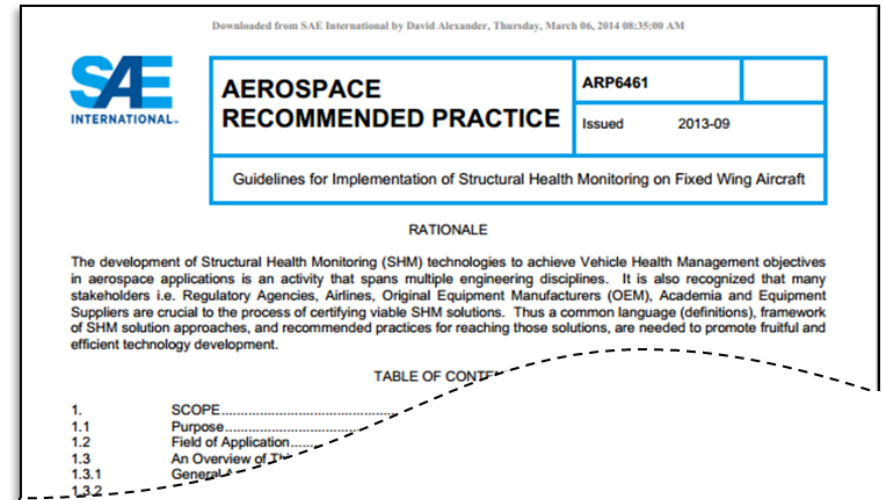 Downloaded from SAE International by David Alexander, Thursday, March 06, 2014 08:35:00 AM
SAE
INTERNATIONAL
AEROSPACE
RECOMMENDED PRACTICE
ARP6461
Issued 2013-09
Guidelines for Implementation of Structural Health Monitoring on Fixed Wing Aircraft
RATIONALE
The development of Structural Health Monitoring (SHM) technologies to achieve Vehicle Health Management objectives
in aerospace applications is an activity that spans multiple engineering disciplines. It is also recognized that many
stakeholders i.e. Regulatory Agencies, Airlines, Original Equipment Manufacturers (OEM), Academia and Equipment
Suppliers are crucial to the process of certifying viable SHM solutions. Thus a common language (definitions), framework
of SHM solution approaches, and recommended practices for reaching those solutions, are needed to promote fruitful and
efficient technology development.
TABLE OF
1. SCOPE
1.1 Purpose
1.2 Field of Application
1.3 An Overview of
1.3.1 General
1.3.2